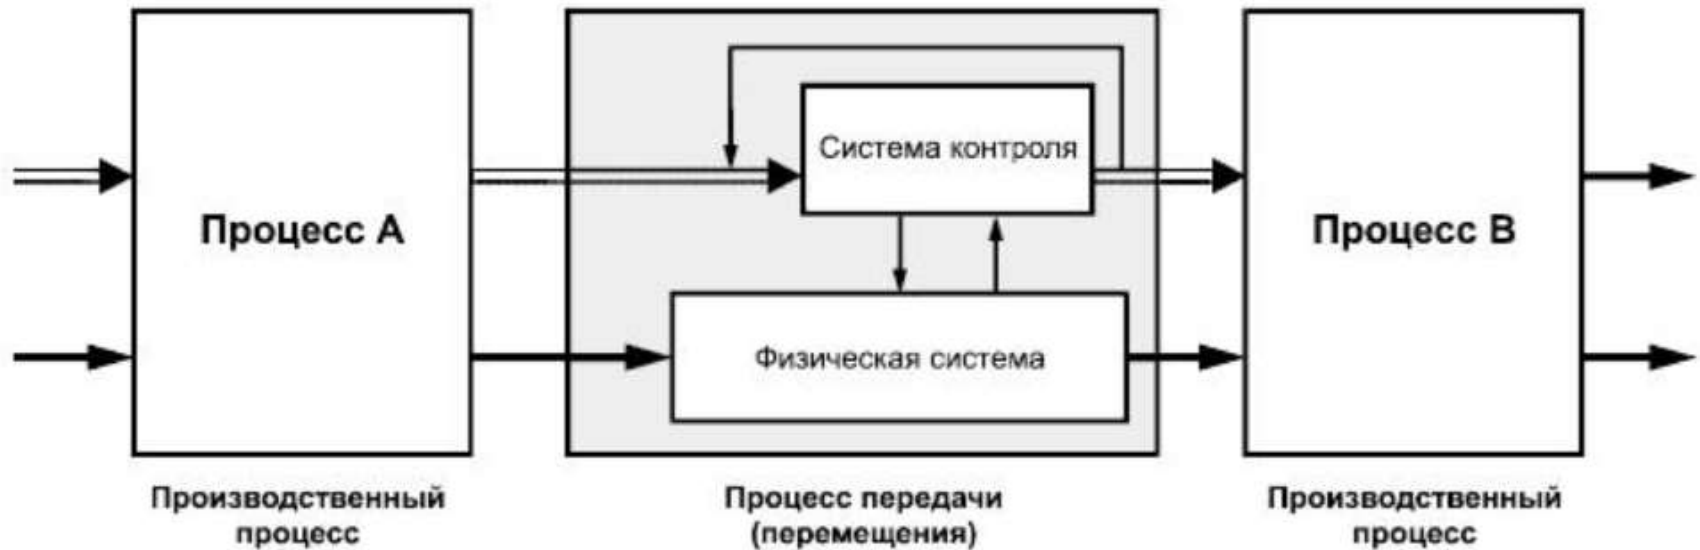 Система контроля
Процесс A
Процесс B
Физическая система
Производственный
процесс
Процесс передачи
(перемещения)
Производственный
процесс